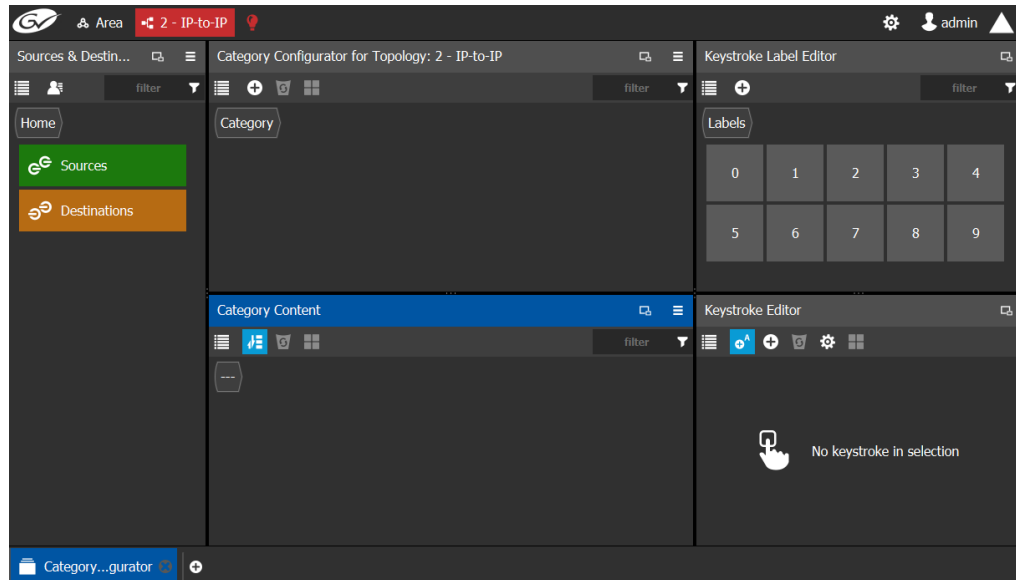 GV Area 2 - IP-to-IP admin
Sources & Destin...
filter
Home
Sources
Destinations
Category Configurator for Topology: 2 - IP-to-IP
filter
Category
Category Content
filter
---
Keystroke Label Editor
filter
Labels
0 1 2 3 4
5 6 7 8 9
Keystroke Editor
A
No keystroke in selection
Category...gurator